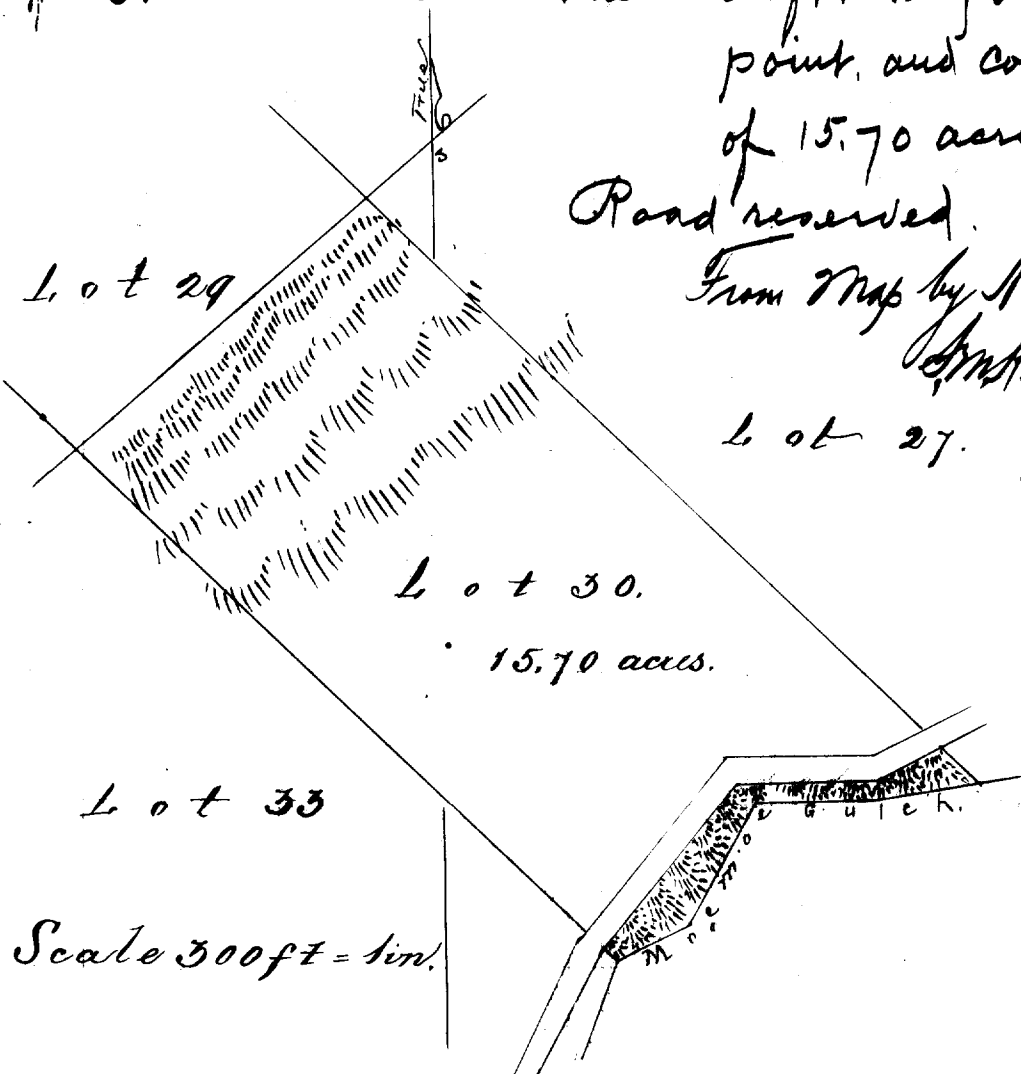 point, and co
of 15.70 acre
Road reserved.
From Map by
True
Lot 29
Lot 27.
Lot 30.
15.70 acres.
Lot 33
Gulch.
Scale 300ft = 1in.